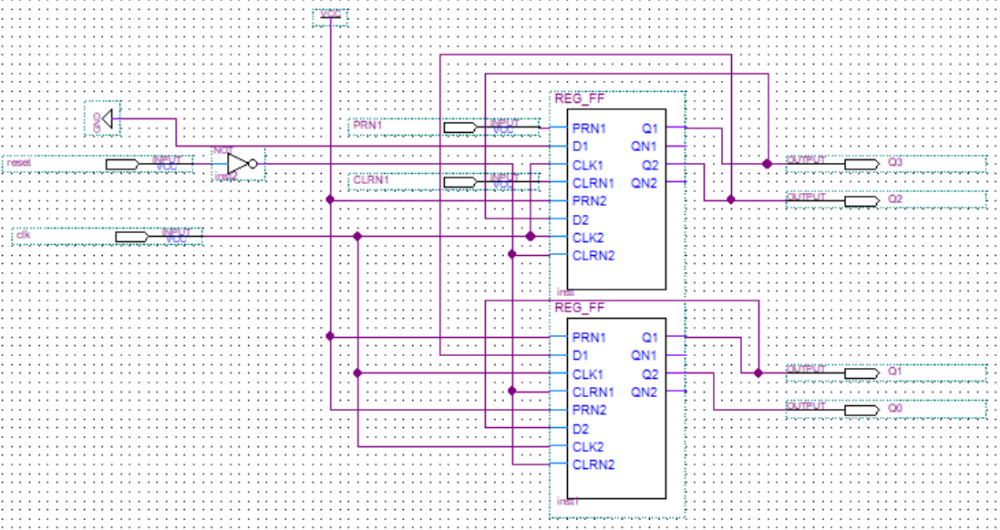 VCC
GND
reset
INPUT
VCC
NOT
inst2
clk
INPUT
VCC
PRN1
INPUT
VCC
CLRN1
INPUT
VCC
REG_FF
PRN1 Q1
D1 QN1
CLK1 Q2
CLRN1 QN2
PRN2
D2
CLK2
CLRN2
inst
OUTPUT Q3
OUTPUT Q2
REG_FF
PRN1 Q1
D1 QN1
CLK1 Q2
CLRN1 QN2
PRN2
D2
CLK2
CLRN2
inst1
OUTPUT Q1
OUTPUT Q0